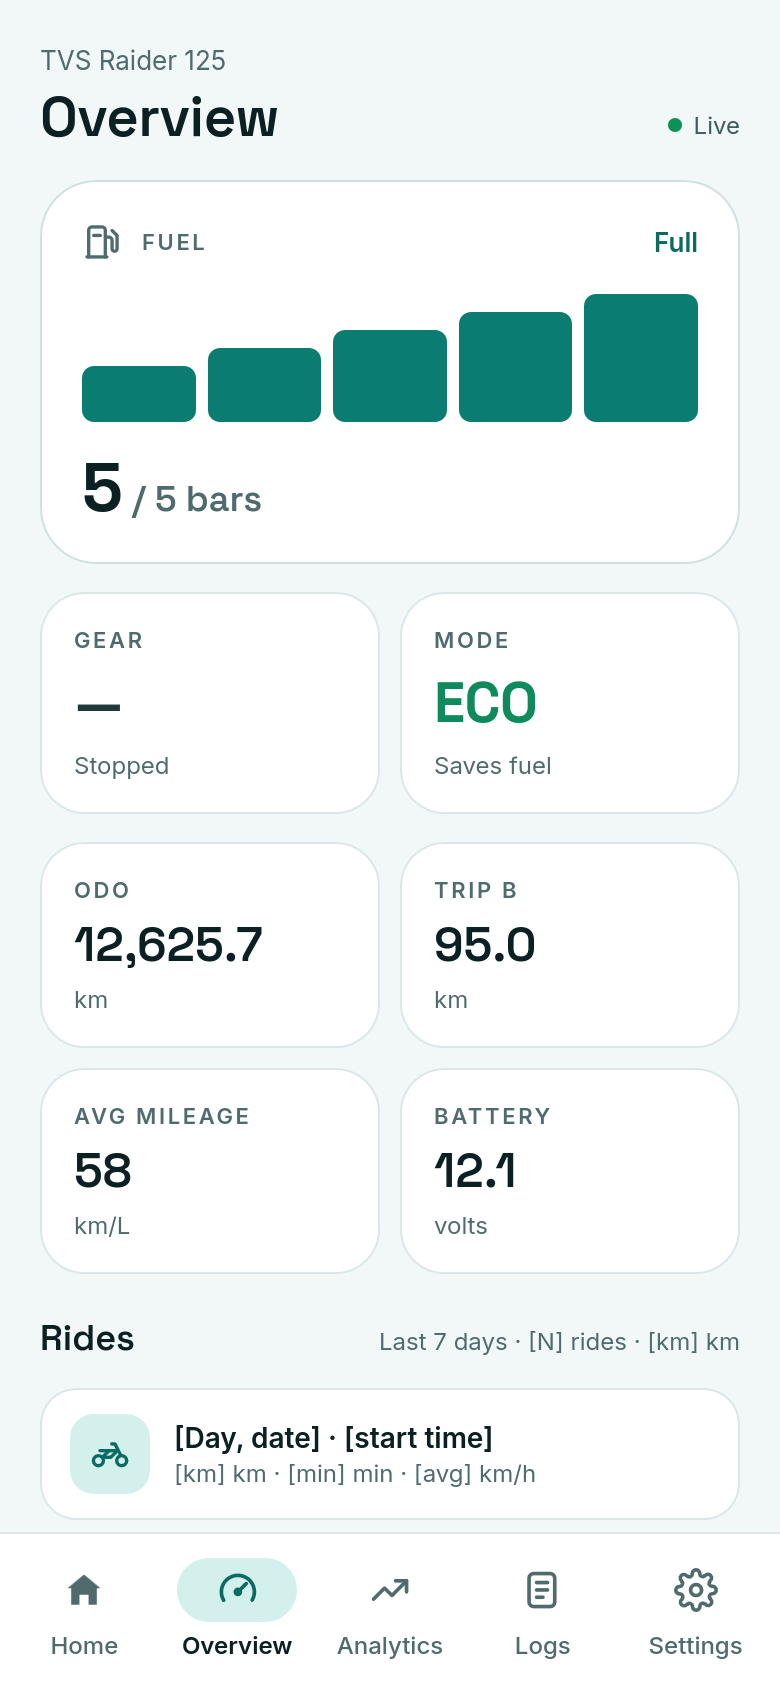 TVS Raider 125
Overview
Live
FUEL
Full
5 / 5 bars
GEAR
—
Stopped
MODE
ECO
Saves fuel
ODO
12,625.7
km
TRIP B
95.0
km
AVG MILEAGE
58
km/L
BATTERY
12.1
volts
Rides
Last 7 days · [N] rides · [km] km
[Day, date] · [start time]
[km] km · [min] min · [avg] km/h
Home
Overview
Analytics
Logs
Settings